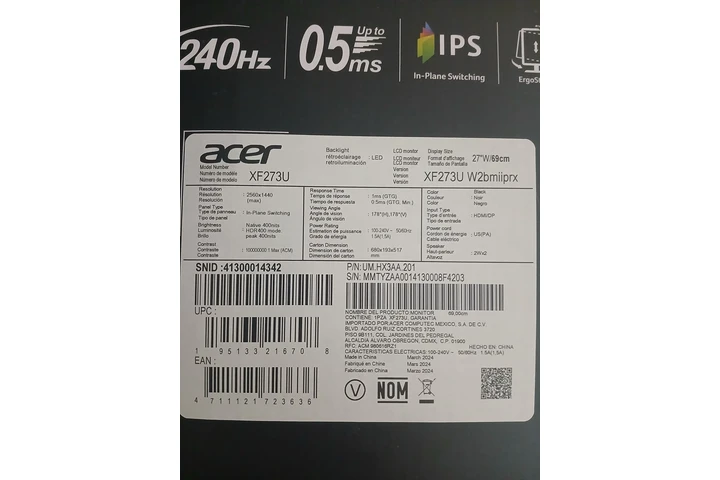 240Hz
Up to
0.5ms
IPS
In-Plane Switching
acer
Model Number
Numéro de modèle
Número de modelo
XF273U
Backlight
rétroéclairage
retroiluminación
: LED
LCD monitor
LCD moniteur
LCD monitor
Display Size
Format d'affichage
Tamaño de Pantalla
27"W/69cm
Version
Version
Versión
XF273U W2bmiiprx
Resolution
Résolution
Resolución
: 2560x1440
(max)
Panel Type
Type de panneau
Tipo de panel
: In-Plane Switching
Brightness
Luminosité
Brillo
Native 400nits
: HDR400 mode
peak 400nits
Contrast
Contraste
Contraste
: 100000000:1 Max (ACM)
Response Time
Temps de réponse
Tiempo de respuesta
: 1ms (GTG)
0.5ms (GTG, Min.)
Viewing Angle
Angle de vision
Ángulo de visión
: 178°(H),178°(V)
Power Rating
Estimation de puissance
Grado de energía
: 100-240V~ 50/60Hz
1.5A(1.5A)
Carton Dimension
Dimension de carton
Dimensión del carton
: 680x193x517
mm
Color
Couleur
Color
: Black
Noir
Negro
Input Type
Type d'entrée
Tipo de entrada
: HDMI/DP
Power cord
Cordon de énergie
Cable eléctrico
: US(PA)
Speaker
Haut-parleur
Altavoz
: 2Wx2
SNID :41300014342
P/N:UM.HX3AA.201
S/N: MMTYZAA0014130008F4203
UPC :
1 95133 21670 8
EAN :
4 711121 723636
NOMBRE DEL PRODUCTO:MONITOR 69.00cm
CONTIENE: 1PZA XF273U, GARANTIA
IMPORTADO POR:ACER COMPUTEC MEXICO, S.A. DE C.V.
BLVD. ADOLFO RUIZ CORTINES 3720
PISO 9B111, COL. JARDINES DEL PEDREGAL
ALCALDIA ALVARO OBREGON, CDMX, C.P. 01900
RFC: ACM 060616RZ1 HECHO EN: CHINA
CARACTERISTICAS ELECTRICAS:100-240V~ 50/60Hz 1.5A(1.5A)
Made in China March 2024
Fabriqué en China Mars 2024
Fabricado en China Marzo 2024
V
NOM